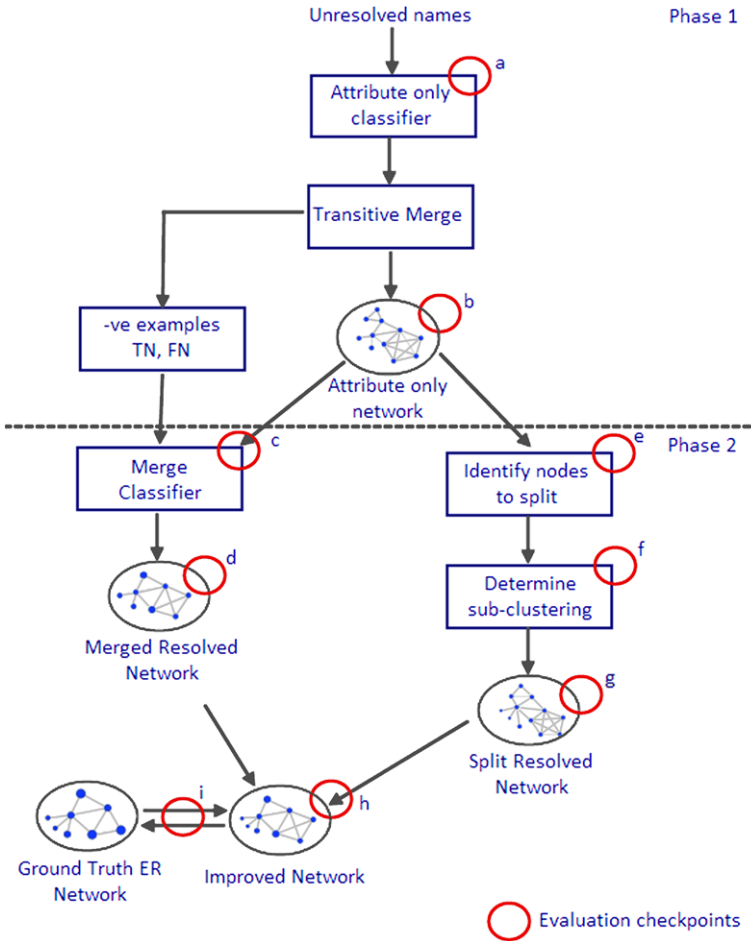 Unresolved names
Phase 1
a
Attribute only
classifier
Transitive Merge
b
-ve examples
TN, FN
Attribute only
network
c
e
Phase 2
Merge
Classifier
Identify nodes
to split
d
f
Determine
sub-clustering
Merged Resolved
Network
g
Split Resolved
Network
i
h
Ground Truth ER
Network
Improved Network
Evaluation checkpoints